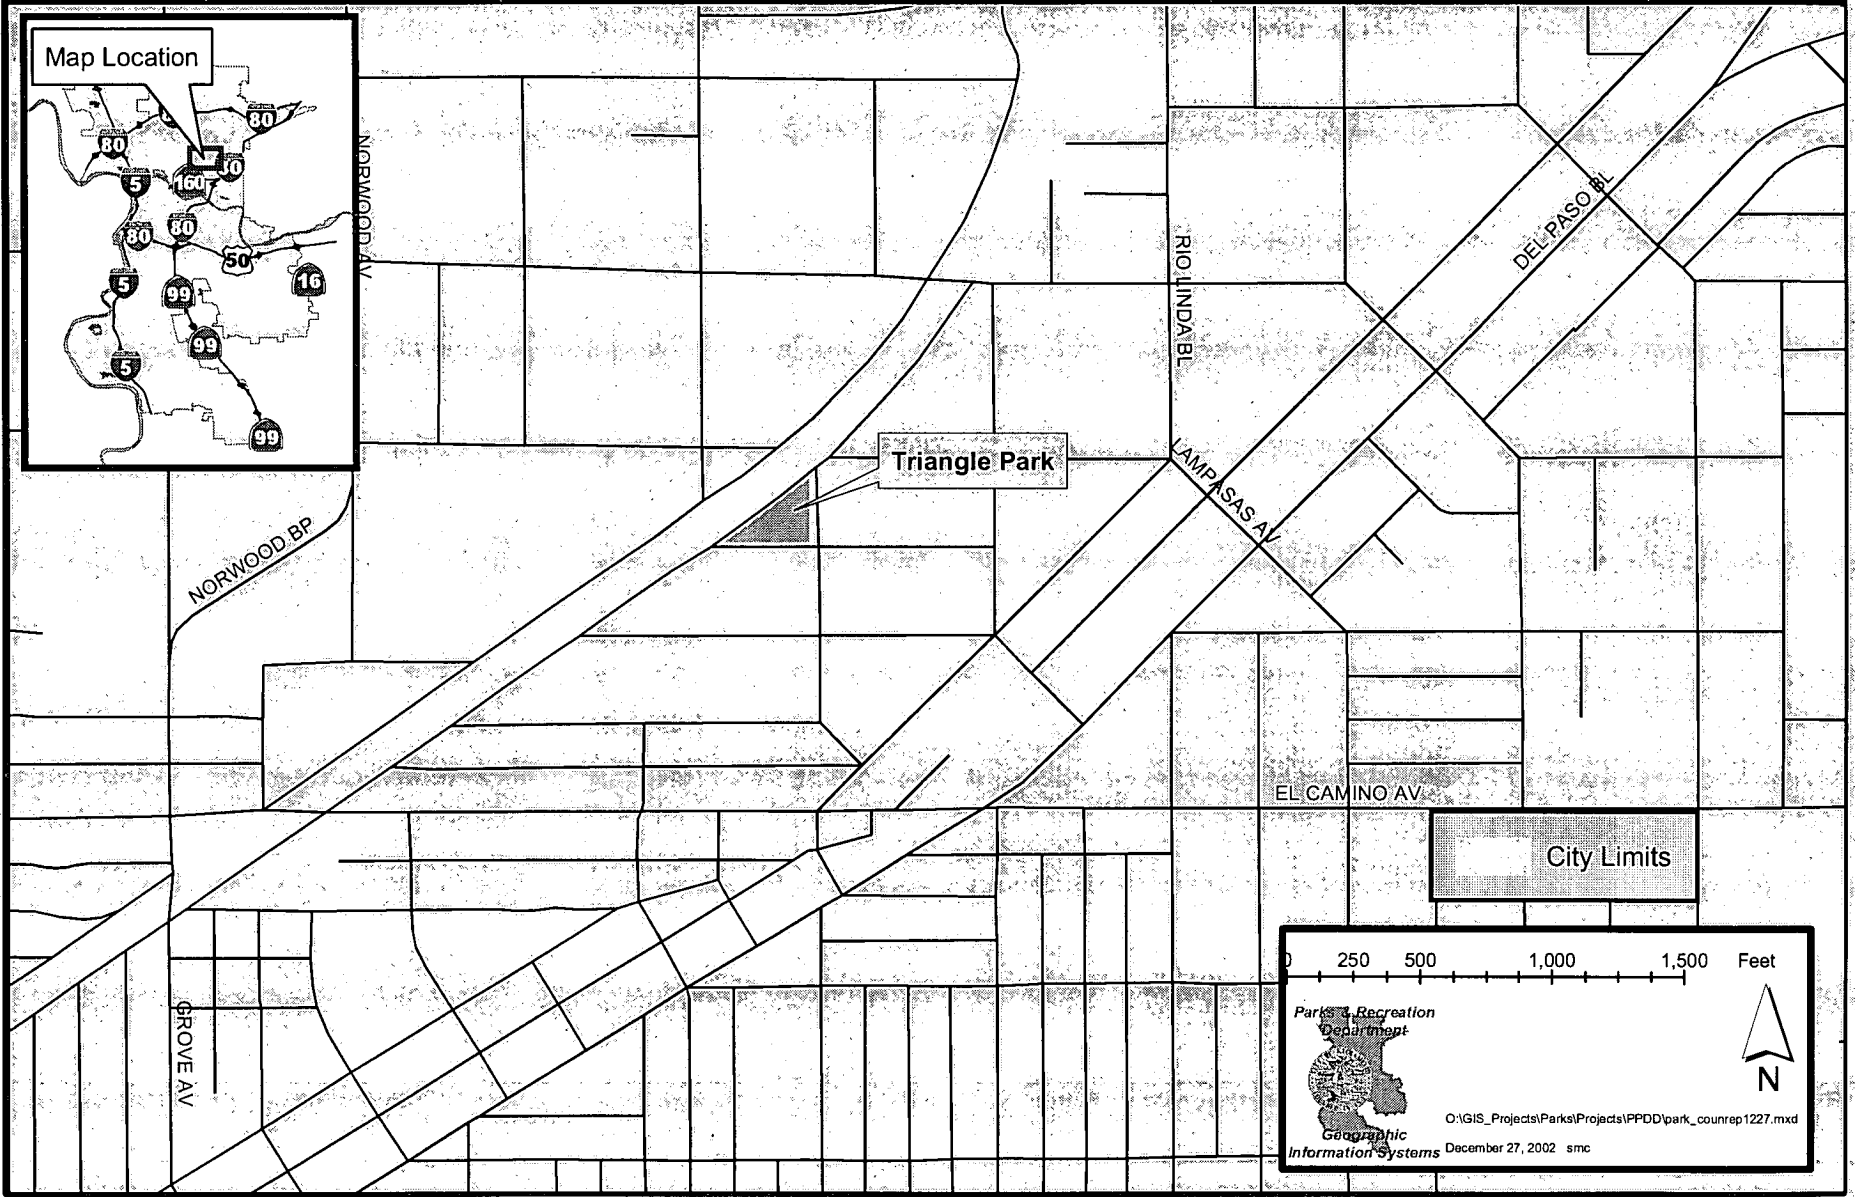 Map Location
80
80
5
160
80
80
50
5
99
16
99
5
99
NORWOOD AV
RIO LINDA BL
DEL PASO BL
Triangle Park
LAMPASAS AV
NORWOOD BP
EL CAMINO AV
City Limits
GROVE AV
0 250 500 1,000 1,500 Feet
Parks & Recreation
Department
N
O:\GIS_Projects\Parks\Projects\PPDD\park_counrep1227.mxd
Geographic
Information Systems
December 27, 2002 smc